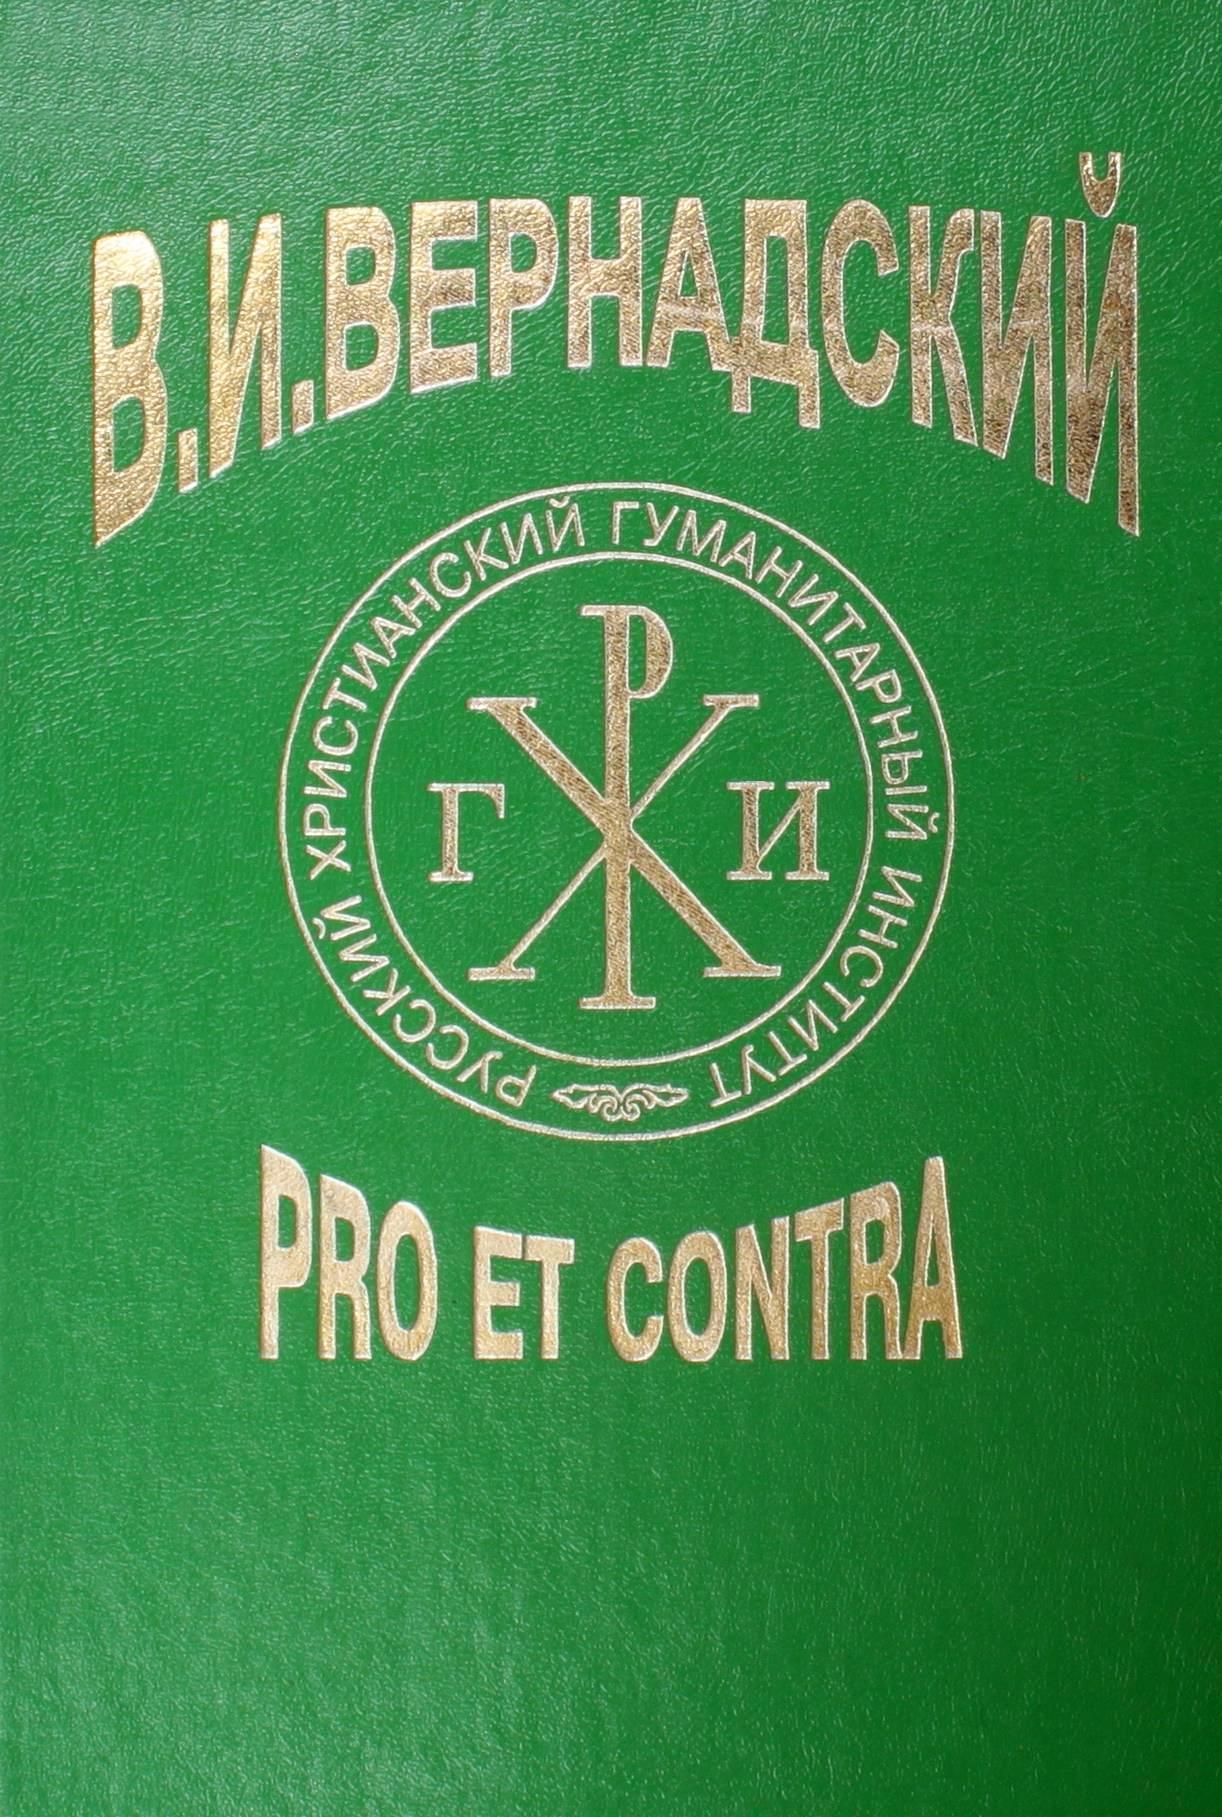 В.И.ВЕРНАДСКИЙ
РУССКИЙ ХРИСТИАНСКИЙ ГУМАНИТАРНЫЙ ИНСТИТУТ
Р
Г Х И
PRO ET CONTRA